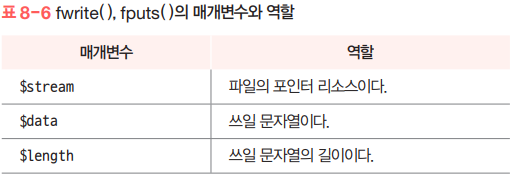 표 8-6 fwrite( ), fputs( )의 매개변수와 역할
매개변수 역할
$stream 파일의 포인터 리소스이다.
$data 쓰일 문자열이다.
$length 쓰일 문자열의 길이이다.